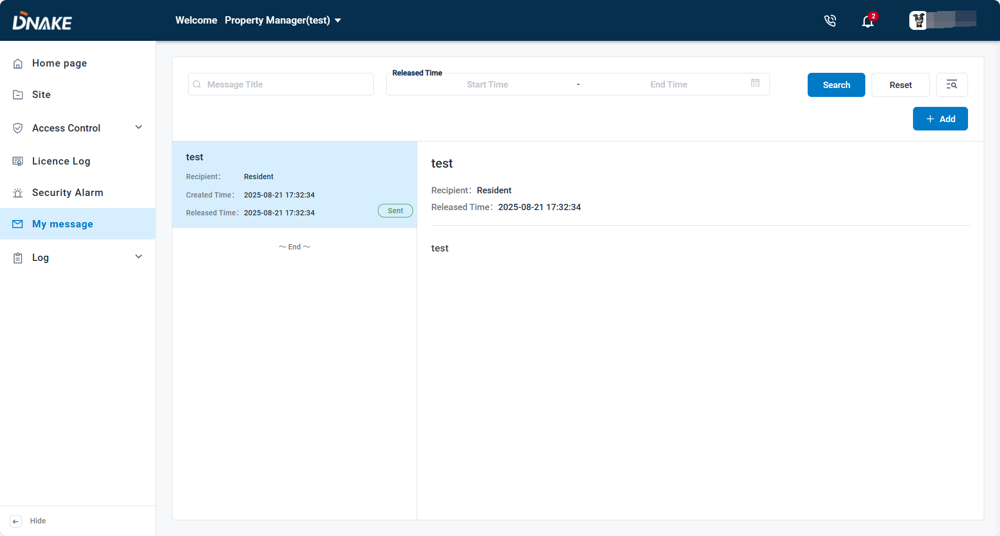 DNAKE
Welcome Property Manager(test)
2
Home page
Site
Access Control
Licence Log
Security Alarm
My message
Log
Hide
Message Title
Released Time
Start Time - End Time
Search
Reset
+ Add
test
Recipient： Resident
Created Time： 2025-08-21 17:32:34
Released Time： 2025-08-21 17:32:34
Sent
～ End ～
test
Recipient： Resident
Released Time： 2025-08-21 17:32:34
test